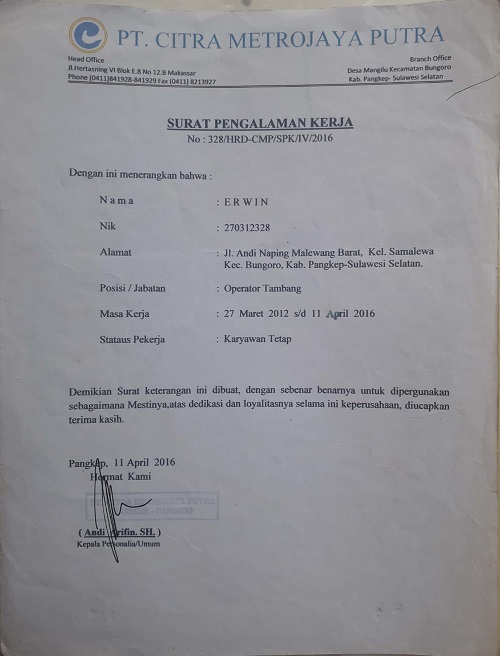 PT. CITRA METROJAYA PUTRA
Head Office
Jl.Hertasning VI Blok E.8 No 12.B Makassar
Phone (0411)841928-841929 Fax (0411) 8213927
Branch Office
Desa Mangilu Kecamatan Bungoro
Kab. Pangkep- Sulawesi Selatan
SURAT PENGALAMAN KERJA
No : 328/HRD-CMP/SPK/IV/2016
Dengan ini menerangkan bahwa :
N a m a : E R W I N
Nik : 270312328
Alamat : Jl. Andi Naping Malewang Barat, Kel. Samalewa
Kec. Bungoro, Kab. Pangkep-Sulawesi Selatan.
Posisi / Jabatan : Operator Tambang
Masa Kerja : 27 Maret 2012 s/d 11 April 2016
Stataus Pekerja : Karyawan Tetap
Demikian Surat keterangan ini dibuat, dengan sebenar benarnya untuk dipergunakan
sebagaimana Mestinya,atas dedikasi dan loyalitasnya selama ini keperusahaan, diucapkan
terima kasih.
Pangkep, 11 April 2016
Hormat Kami
METROJAYA PUTRA
PANGKEP
( Andi Arifin. SH. )
Kepala Personalia/Umum